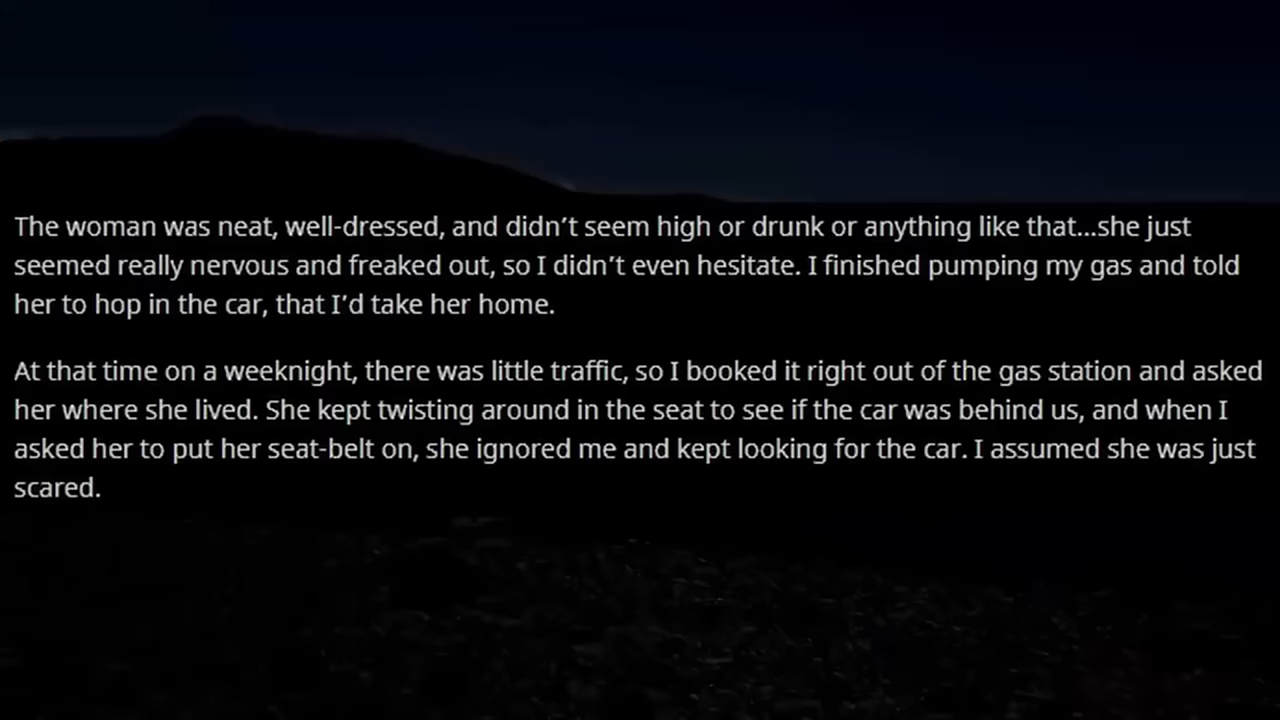 The woman was neat, well-dressed, and didn’t seem high or drunk or anything like that...she just
seemed really nervous and freaked out, so I didn’t even hesitate. I finished pumping my gas and told
her to hop in the car, that I’d take her home.
At that time on a weeknight, there was little traffic, so I booked it right out of the gas station and asked
her where she lived. She kept twisting around in the seat to see if the car was behind us, and when I
asked her to put her seat-belt on, she ignored me and kept looking for the car. I assumed she was just
scared.